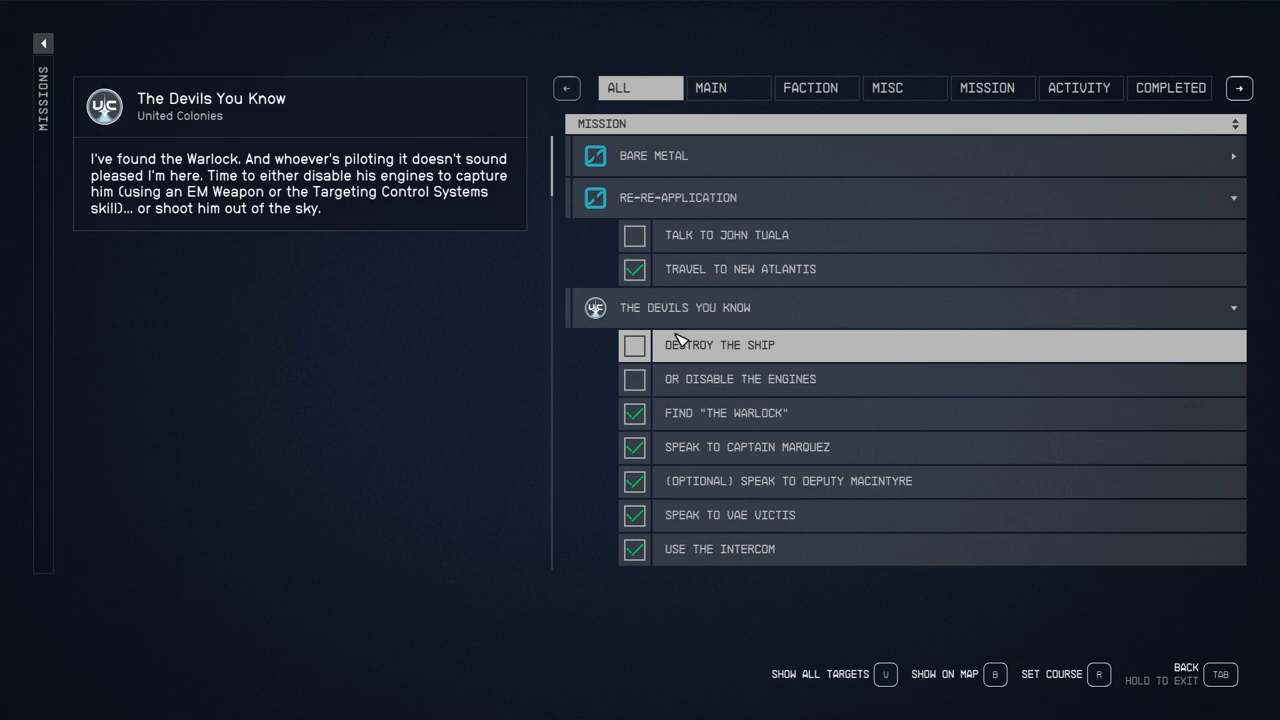 MISSIONS
UC
The Devils You Know
United Colonies
I've found the Warlock. And whoever's piloting it doesn't sound
pleased I'm here. Time to either disable his engines to capture
him (using an EM Weapon or the Targeting Control Systems
skill)... or shoot him out of the sky.
ALL MAIN FACTION MISC MISSION ACTIVITY COMPLETED
MISSION
BARE METAL
RE-RE-APPLICATION
TALK TO JOHN TUALA
TRAVEL TO NEW ATLANTIS
UC THE DEVILS YOU KNOW
DESTROY THE SHIP
OR DISABLE THE ENGINES
FIND "THE WARLOCK"
SPEAK TO CAPTAIN MARQUEZ
(OPTIONAL) SPEAK TO DEPUTY MACINTYRE
SPEAK TO VAE VICTIS
USE THE INTERCOM
SHOW ALL TARGETS V SHOW ON MAP B SET COURSE R BACK TAB
HOLD TO EXIT